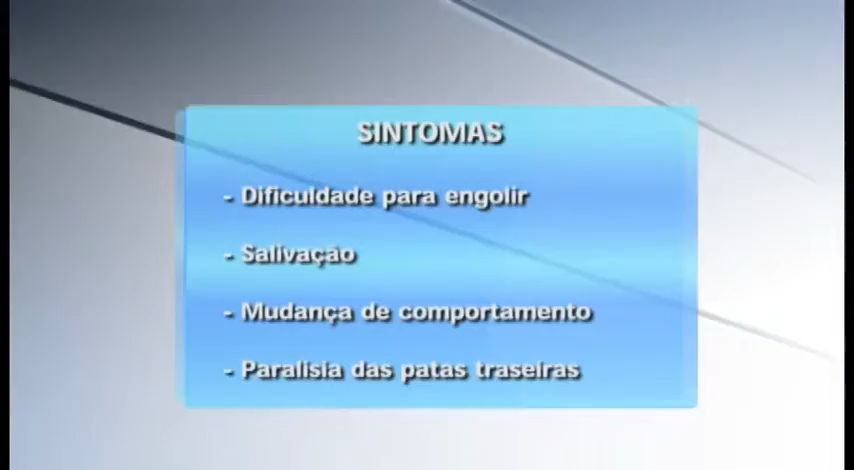 SINTOMAS
- Dificuldade para engolir
- Salivação
- Mudança de comportamento
- Paralisia das patas traseiras